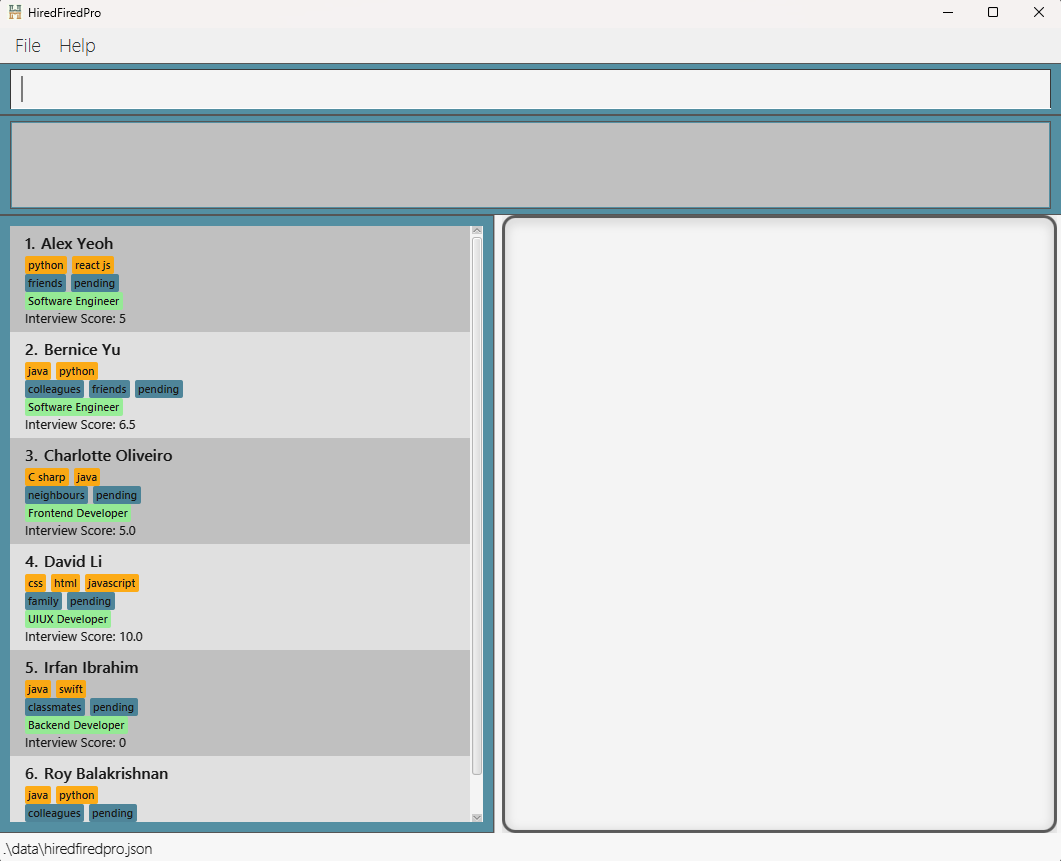 HiredFiredPro
File Help
1. Alex Yeoh
python react js
friends pending
Software Engineer
Interview Score: 5
2. Bernice Yu
java python
colleagues friends pending
Software Engineer
Interview Score: 6.5
3. Charlotte Oliveiro
C sharp java
neighbours pending
Frontend Developer
Interview Score: 5.0
4. David Li
css html javascript
family pending
UIUX Developer
Interview Score: 10.0
5. Irfan Ibrahim
java swift
classmates pending
Backend Developer
Interview Score: 0
6. Roy Balakrishnan
java python
colleagues pending
.\data\hiredfiredpro.json